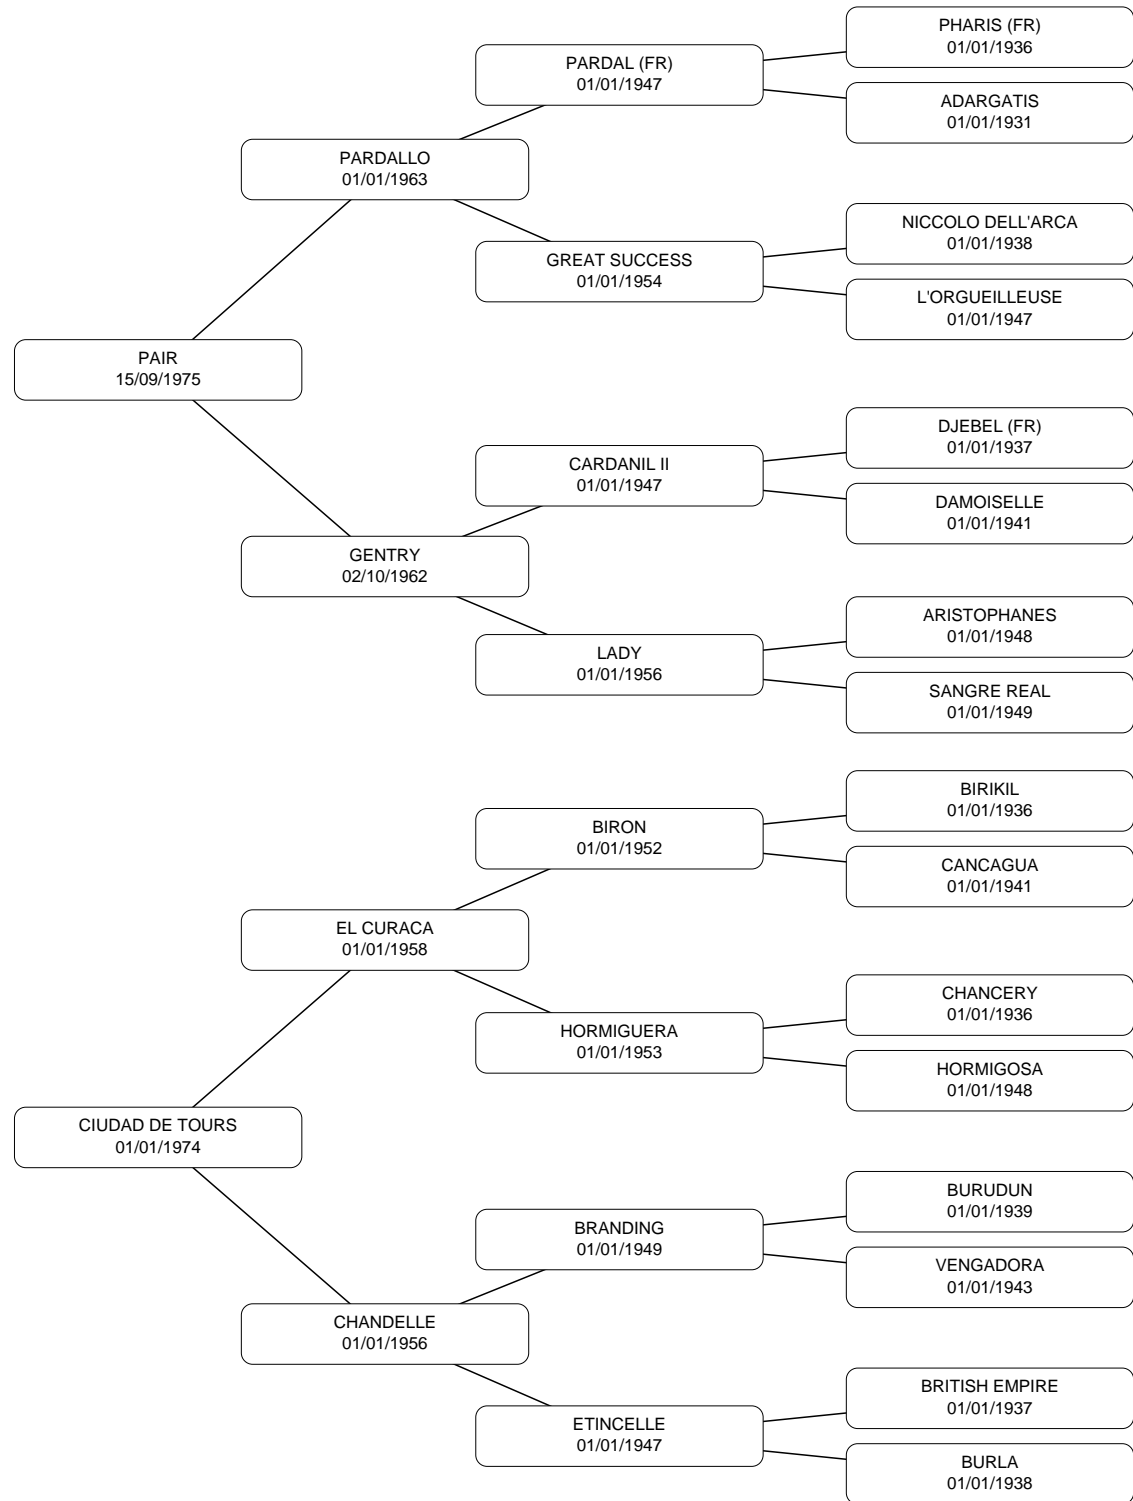 PHARIS (FR)
01/01/1936
PARDAL (FR)
01/01/1947
ADARGATIS
01/01/1931
PARDALLO
01/01/1963
NICCOLO DELL'ARCA
01/01/1938
GREAT SUCCESS
01/01/1954
L'ORGUEILLEUSE
01/01/1947
PAIR
15/09/1975
DJEBEL (FR)
01/01/1937
CARDANIL II
01/01/1947
DAMOISELLE
01/01/1941
GENTRY
02/10/1962
ARISTOPHANES
01/01/1948
LADY
01/01/1956
SANGRE REAL
01/01/1949
BIRIKIL
01/01/1936
BIRON
01/01/1952
CANCAGUA
01/01/1941
EL CURACA
01/01/1958
CHANCERY
01/01/1936
HORMIGUERA
01/01/1953
HORMIGOSA
01/01/1948
CIUDAD DE TOURS
01/01/1974
BURUDUN
01/01/1939
BRANDING
01/01/1949
VENGADORA
01/01/1943
CHANDELLE
01/01/1956
BRITISH EMPIRE
01/01/1937
ETINCELLE
01/01/1947
BURLA
01/01/1938